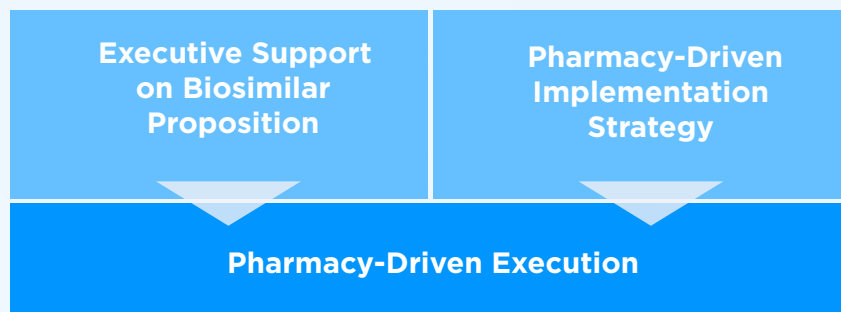 Executive Support
on Biosimilar
Proposition
Pharmacy-Driven
Implementation
Strategy
Pharmacy-Driven Execution